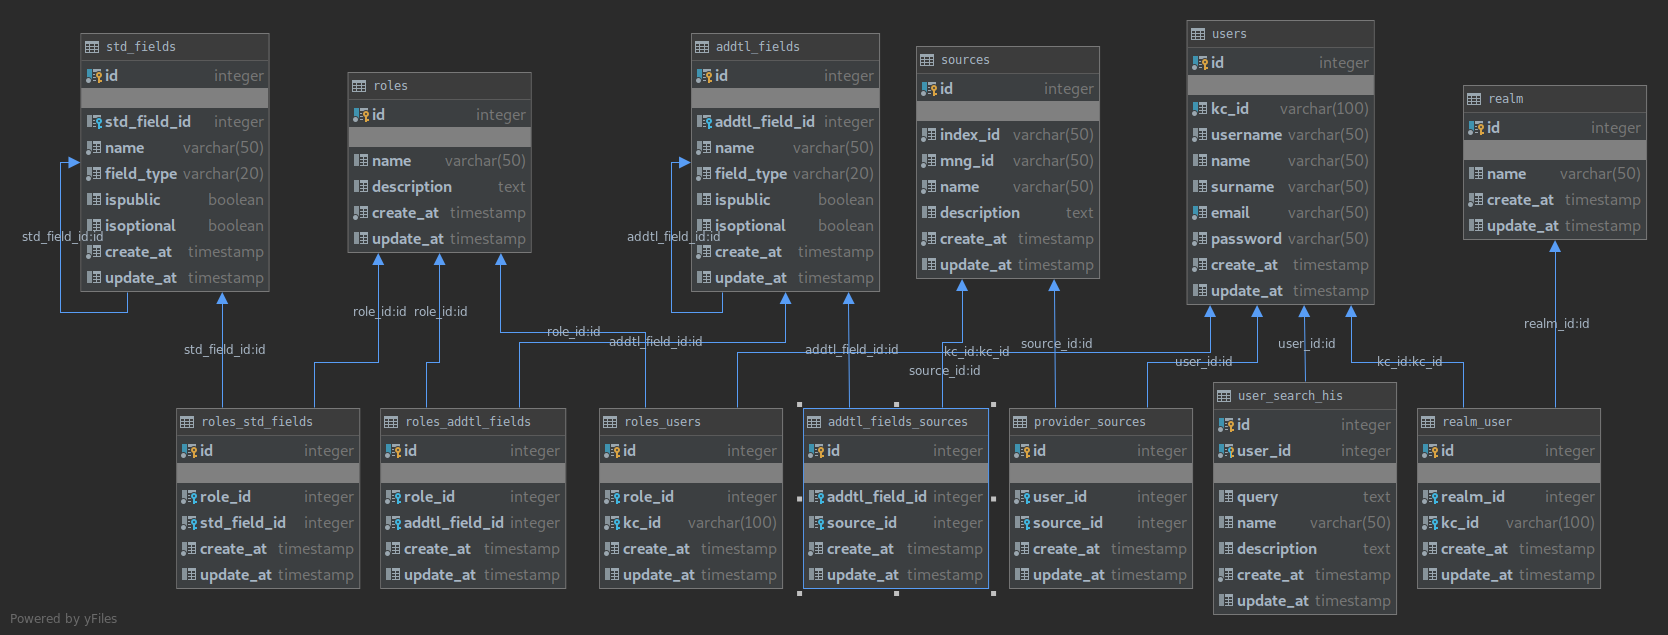 std_fields
id integer
std_field_id integer
name varchar(50)
field_type varchar(20)
ispublic boolean
isoptional boolean
create_at timestamp
update_at timestamp
roles
id integer
name varchar(50)
description text
create_at timestamp
update_at timestamp
addtl_fields
id integer
addtl_field_id integer
name varchar(50)
field_type varchar(20)
ispublic boolean
isoptional boolean
create_at timestamp
update_at timestamp
sources
id integer
index_id varchar(50)
mng_id varchar(50)
name varchar(50)
description text
create_at timestamp
update_at timestamp
users
id integer
kc_id varchar(100)
username varchar(50)
name varchar(50)
surname varchar(50)
email varchar(50)
password varchar(50)
create_at timestamp
update_at timestamp
realm
id integer
name varchar(50)
create_at timestamp
update_at timestamp
std_field_id:id
addtl_field_id:id
role_id:id
role_id:id
role_id:id
std_field_id:id
addtl_field_id:id
addtl_field_id:id
kc_id:kc_id
source_id:id
source_id:id
user_id:id
user_id:id
kc_id:kc_id
realm_id:id
roles_std_fields
id integer
role_id integer
std_field_id integer
create_at timestamp
update_at timestamp
roles_addtl_fields
id integer
role_id integer
addtl_field_id integer
create_at timestamp
update_at timestamp
roles_users
id integer
role_id integer
kc_id varchar(100)
create_at timestamp
update_at timestamp
addtl_fields_sources
id integer
addtl_field_id integer
source_id integer
create_at timestamp
update_at timestamp
provider_sources
id integer
user_id integer
source_id integer
create_at timestamp
update_at timestamp
user_search_his
id integer
user_id integer
query text
name varchar(50)
description text
create_at timestamp
update_at timestamp
realm_user
id integer
realm_id integer
kc_id varchar(100)
create_at timestamp
update_at timestamp
Powered by yFiles